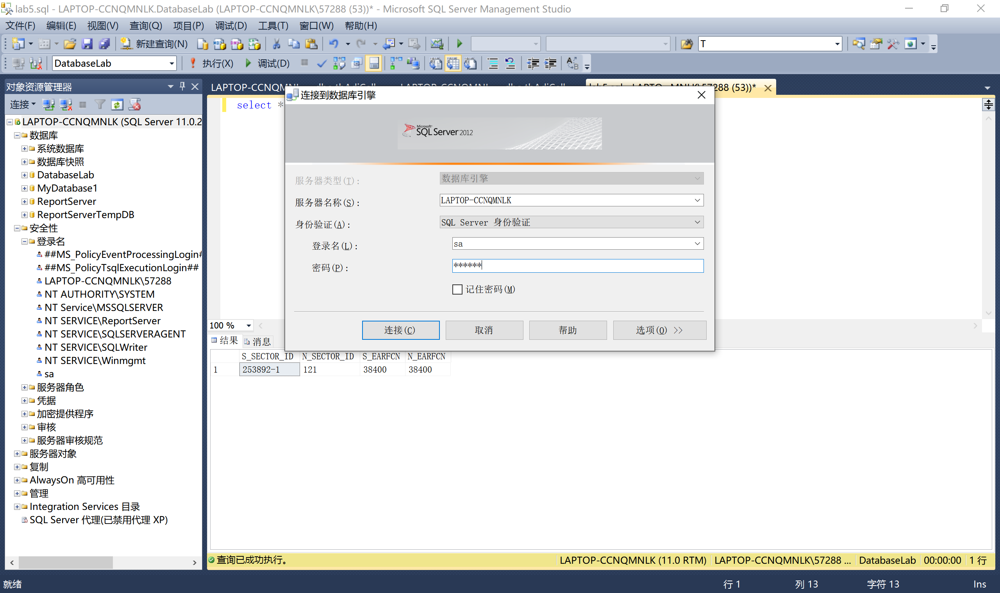 lab5.sql - LAPTOP-CCNQMNLK.DatabaseLab (LAPTOP-CCNQMNLK\57288 (53))* - Microsoft SQL Server Management Studio
文件(F) 编辑(E) 视图(V) 查询(Q) 项目(P) 调试(D) 工具(T) 窗口(W) 帮助(H)
新建查询(N) T
DatabaseLab 执行(X) 调试(D)
对象资源管理器
连接
LAPTOP-CCNQMNLK (SQL Server 11.0.2
数据库
系统数据库
数据库快照
DatabaseLab
MyDatabase1
ReportServer
ReportServerTempDB
安全性
登录名
##MS_PolicyEventProcessingLogin#
##MS_PolicyTsqlExecutionLogin##
LAPTOP-CCNQMNLK\57288
NT AUTHORITY\SYSTEM
NT Service\MSSQLSERVER
NT SERVICE\ReportServer
NT SERVICE\SQLSERVERAGENT
NT SERVICE\SQLWriter
NT SERVICE\Winmgmt
sa
服务器角色
凭据
加密提供程序
审核
服务器审核规范
服务器对象
复制
AlwaysOn 高可用性
管理
Integration Services 目录
SQL Server 代理(已禁用代理 XP)
88 (53))*
select *
连接到数据库引擎
Microsoft
SQL Server 2012
服务器类型(T): 数据库引擎
服务器名称(S): LAPTOP-CCNQMNLK
身份验证(A): SQL Server 身份验证
登录名(L): sa
密码(P): ******
记住密码(M)
连接(C) 取消 帮助 选项(O) >>
100 %
结果 消息
S_SECTOR_ID N_SECTOR_ID S_EARFCN N_EARFCN
1 253892-1 121 38400 38400
查询已成功执行。 LAPTOP-CCNQMNLK (11.0 RTM) LAPTOP-CCNQMNLK\57288 ... DatabaseLab 00:00:00 1 行
就绪 行 1 列 13 字符 13 Ins